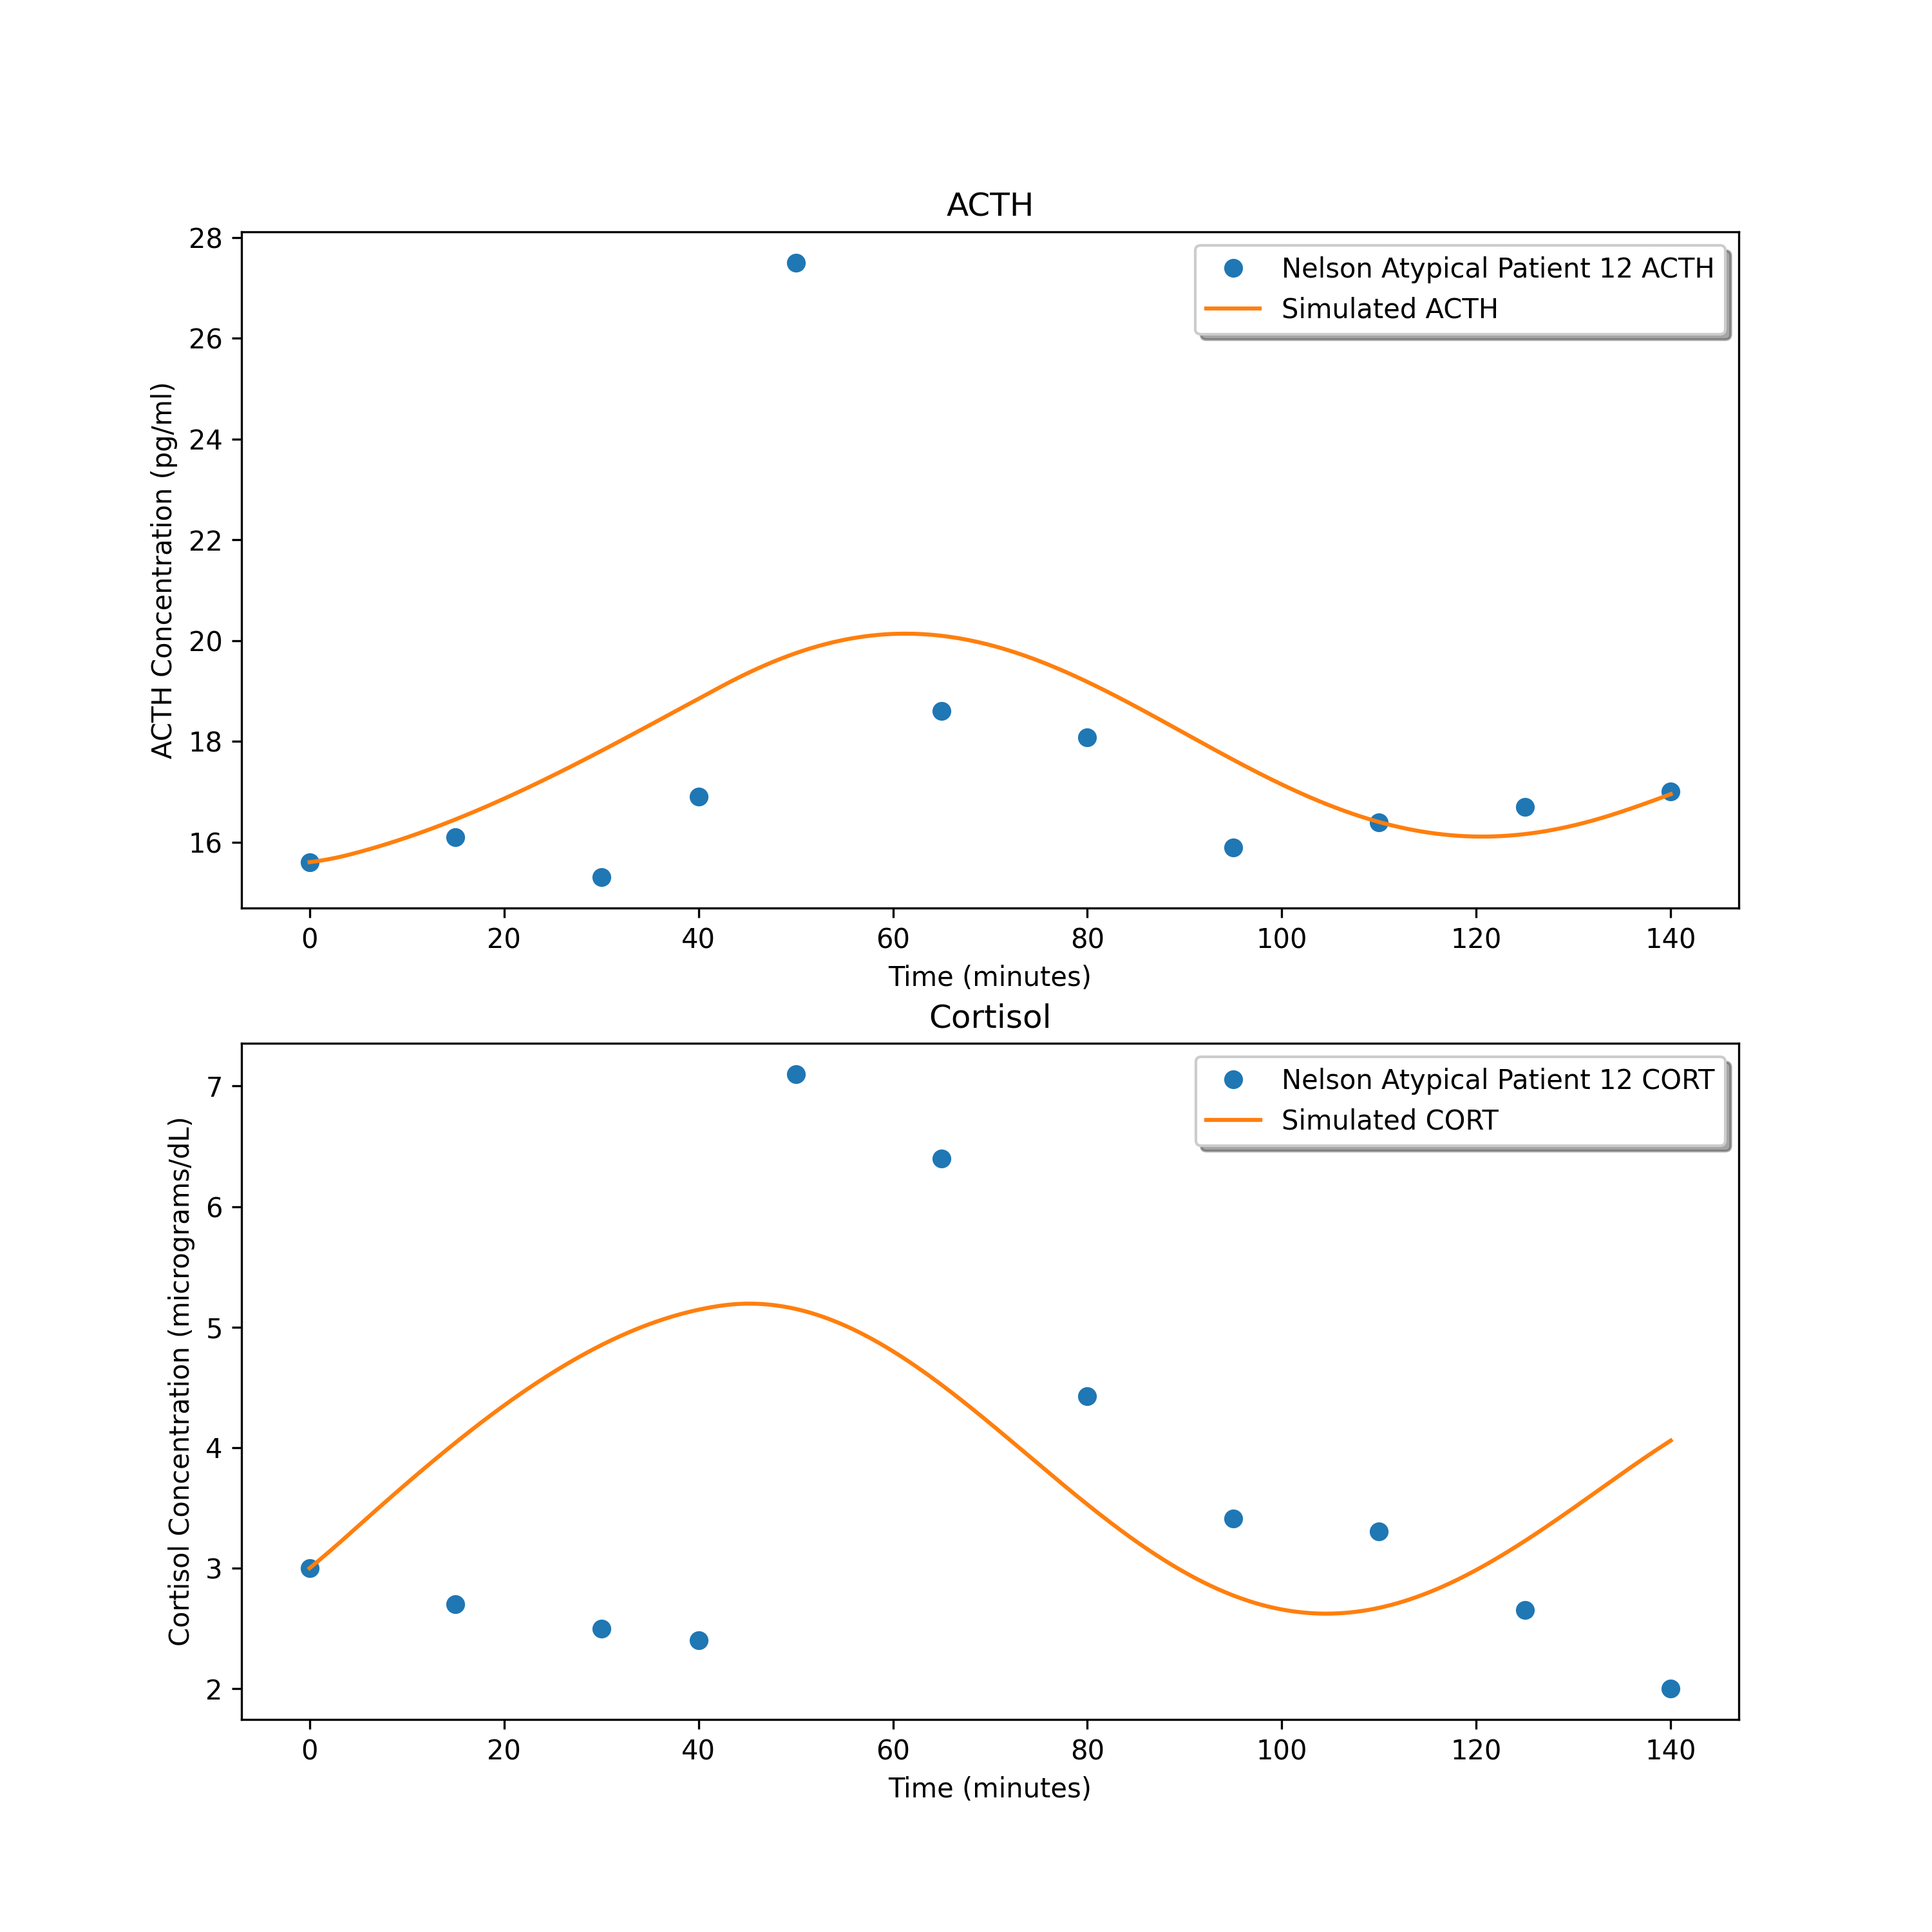 ACTH
28
26
24
22
20
18
16
ACTH Concentration (pg/ml)
Nelson Atypical Patient 12 ACTH
Simulated ACTH
0 20 40 60 80 100 120 140
Time (minutes)
Cortisol
7
6
5
4
3
2
Cortisol Concentration (micrograms/dL)
Nelson Atypical Patient 12 CORT
Simulated CORT
0 20 40 60 80 100 120 140
Time (minutes)